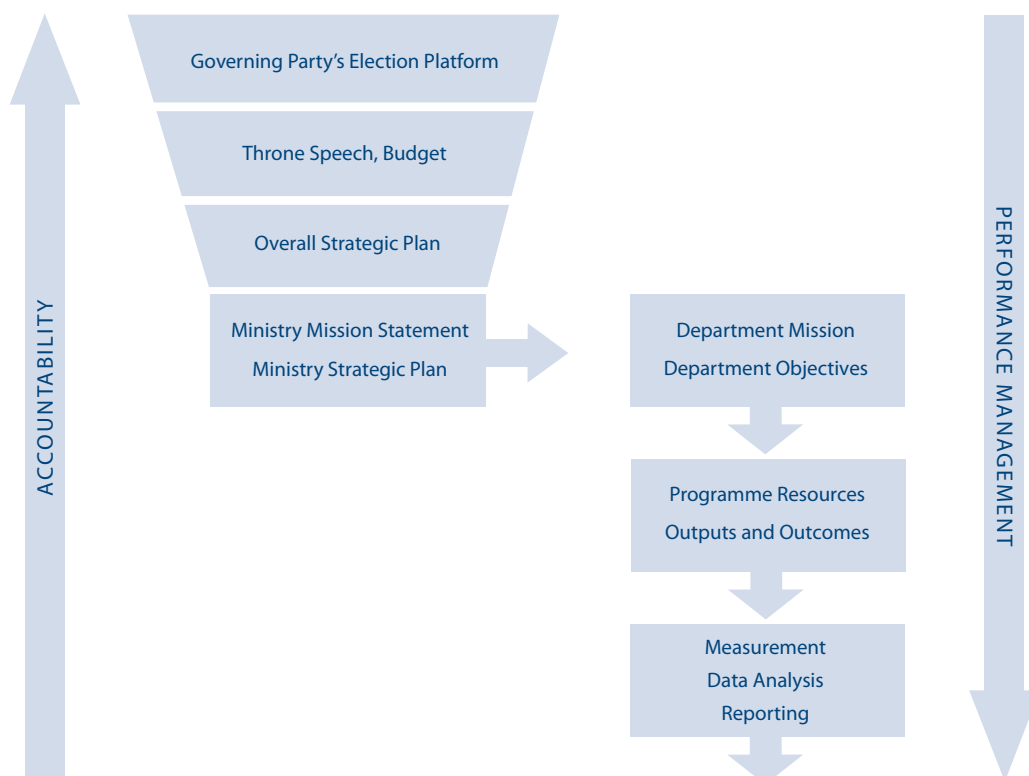 Governing Party’s Election Platform
Throne Speech, Budget
Overall Strategic Plan
Ministry Mission Statement
Ministry Strategic Plan
Department Mission
Department Objectives
Programme Resources
Outputs and Outcomes
Measurement
Data Analysis
Reporting
ACCOUNTABILITY
PERFORMANCE MANAGEMENT